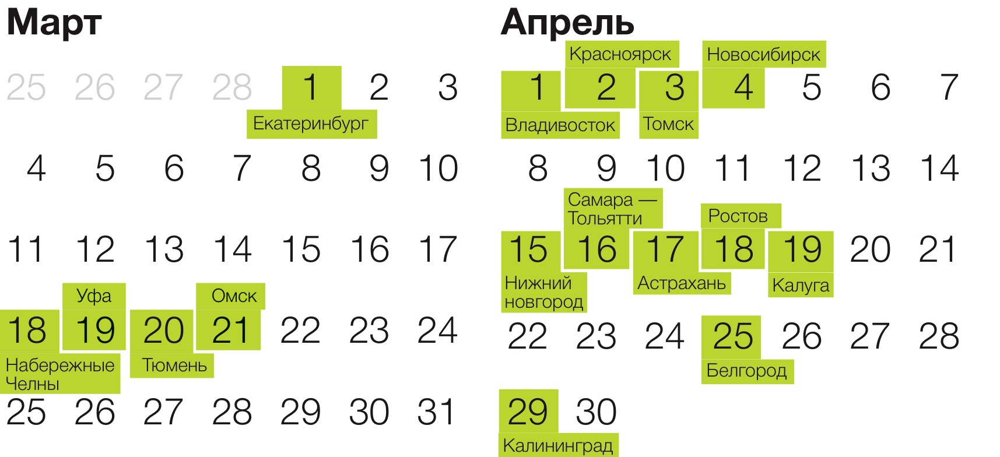 Март
25 26 27 28 1 2 3
Екатеринбург
4 5 6 7 8 9 10
11 12 13 14 15 16 17
Уфа Омск
18 19 20 21 22 23 24
Набережные
Челны
Тюмень
25 26 27 28 29 30 31
Апрель
Красноярск Новосибирск
1 2 3 4 5 6 7
Владивосток Томск
8 9 10 11 12 13 14
Самара —
Тольятти
Ростов
15 16 17 18 19 20 21
Нижний
новгород
Астрахань Калуга
22 23 24 25 26 27 28
Белгород
29 30
Калининград